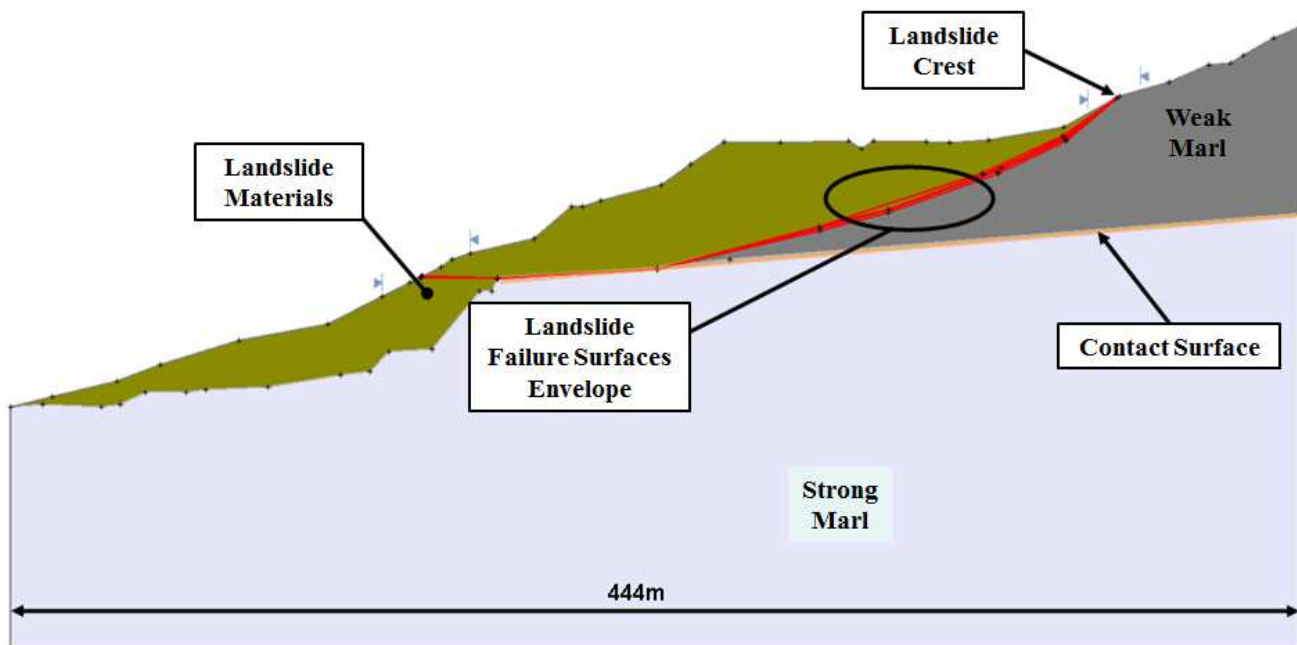 Landslide
Crest
Weak
Marl
Landslide
Materials
Landslide
Failure Surfaces
Envelope
Contact Surface
Strong
Marl
444m